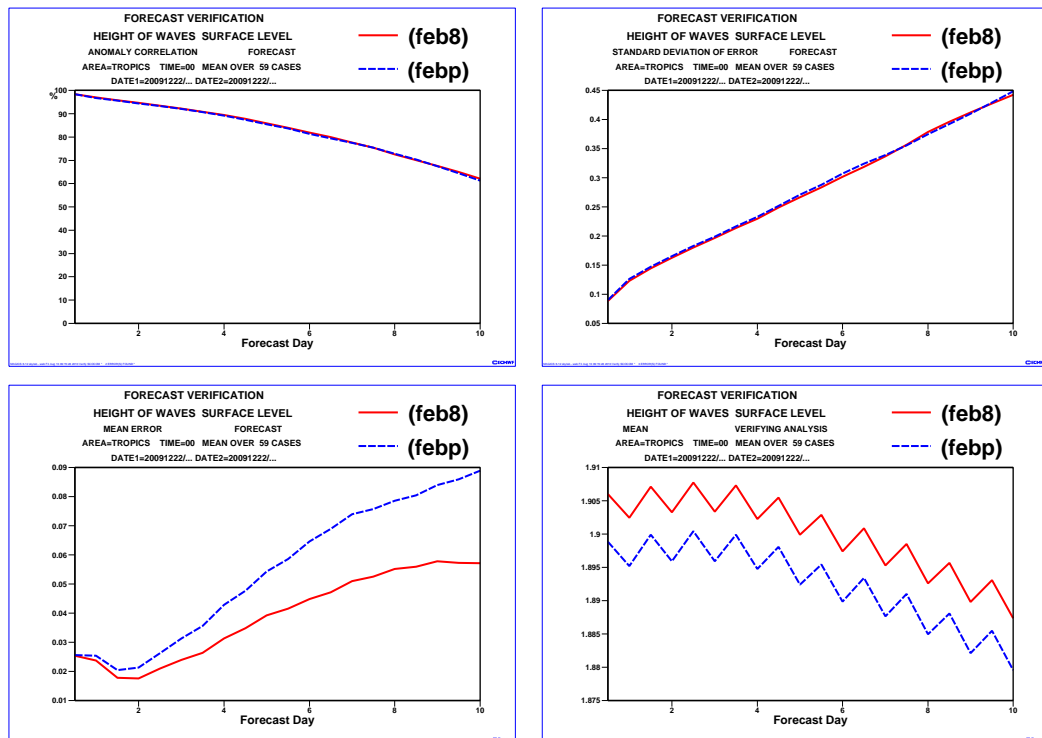 FORECAST VERIFICATION
HEIGHT OF WAVES SURFACE LEVEL
ANOMALY CORRELATION FORECAST
AREA=TROPICS TIME=00 MEAN OVER 59 CASES
DATE1=20091222/... DATE2=20091222/...
(feb8)
(febp)
%
100
90
80
70
60
50
40
30
20
10
0
2 4 6 8 10
Forecast Day
ECMWF
FORECAST VERIFICATION
HEIGHT OF WAVES SURFACE LEVEL
STANDARD DEVIATION OF ERROR FORECAST
AREA=TROPICS TIME=00 MEAN OVER 59 CASES
DATE1=20091222/... DATE2=20091222/...
(feb8)
(febp)
0.45
0.4
0.35
0.3
0.25
0.2
0.15
0.1
0.05
2 4 6 8 10
Forecast Day
ECMWF
FORECAST VERIFICATION
HEIGHT OF WAVES SURFACE LEVEL
MEAN ERROR FORECAST
AREA=TROPICS TIME=00 MEAN OVER 59 CASES
DATE1=20091222/... DATE2=20091222/...
(feb8)
(febp)
0.09
0.08
0.07
0.06
0.05
0.04
0.03
0.02
0.01
2 4 6 8 10
Forecast Day
FORECAST VERIFICATION
HEIGHT OF WAVES SURFACE LEVEL
MEAN VERIFYING ANALYSIS
AREA=TROPICS TIME=00 MEAN OVER 59 CASES
DATE1=20091222/... DATE2=20091222/...
(feb8)
(febp)
1.91
1.905
1.9
1.895
1.89
1.885
1.88
1.875
2 4 6 8 10
Forecast Day